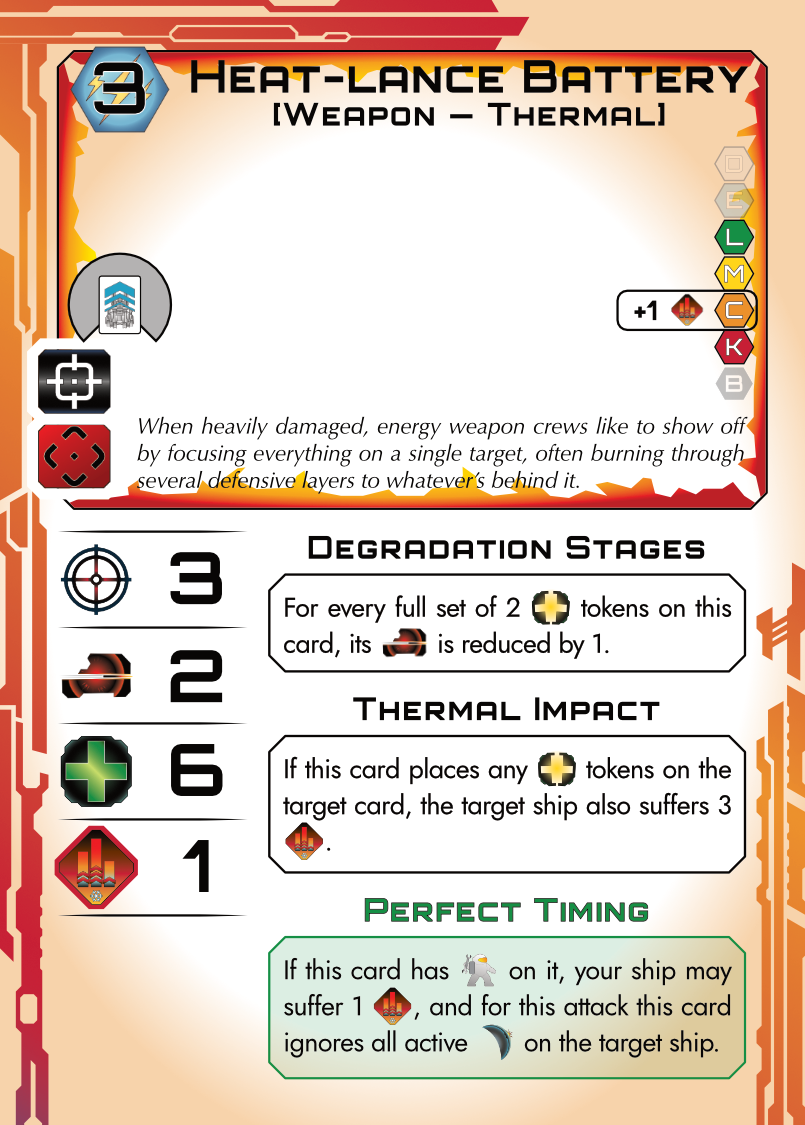 3
HEAT-LANCE BATTERY
[WEAPON – THERMAL]
D
E
L
M
+1 C
K
B
When heavily damaged, energy weapon crews like to show off
by focusing everything on a single target, often burning through
several defensive layers to whatever's behind it.
3
2
6
1
DEGRADATION STAGES
For every full set of 2 tokens on this
card, its is reduced by 1.
THERMAL IMPACT
If this card places any tokens on the
target card, the target ship also suffers 3
.
PERFECT TIMING
If this card has on it, your ship may
suffer 1 , and for this attack this card
ignores all active on the target ship.